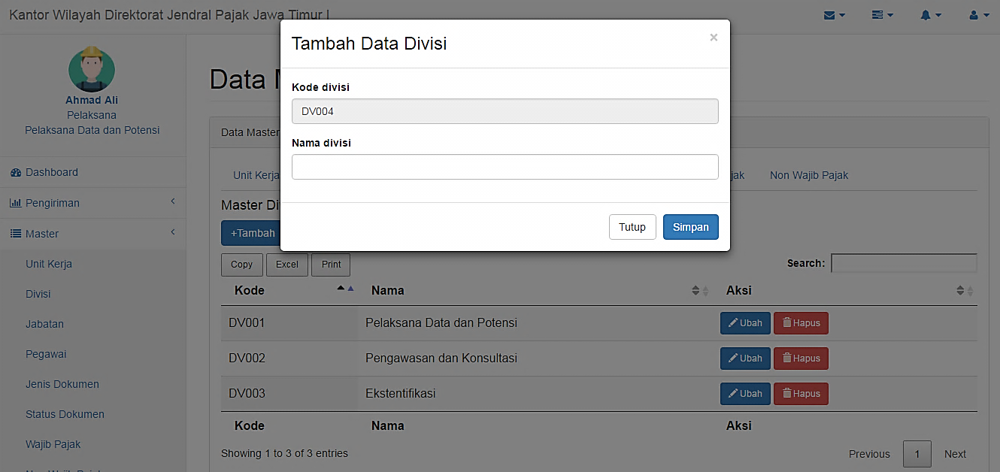 Kantor Wilayah Direktorat Jendral Pajak Jawa Timur I
Ahmad Ali
Pelaksana
Pelaksana Data dan Potensi
Dashboard
Pengiriman
Master
Unit Kerja
Divisi
Jabatan
Pegawai
Jenis Dokumen
Status Dokumen
Wajib Pajak
Tambah Data Divisi
×
Kode divisi
DV004
Nama divisi
Tutup Simpan
Data
Data Master
Unit Kerja Non Wajib Pajak
Master
+Tambah
Copy Excel Print
Search:
Kode Nama Aksi
DV001 Pelaksana Data dan Potensi Ubah Hapus
DV002 Pengawasan dan Konsultasi Ubah Hapus
DV003 Ekstentifikasi Ubah Hapus
Kode Nama Aksi
Showing 1 to 3 of 3 entries
Previous 1 Next